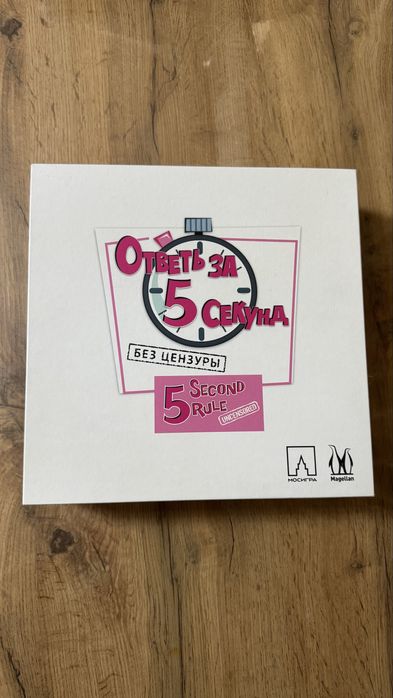 ОТВЕТЬ ЗА
5 СЕКУНД
БЕЗ ЦЕНЗУРЫ
5 SECOND
RULE
UNCENSORED
МОСИГРА
Magellan